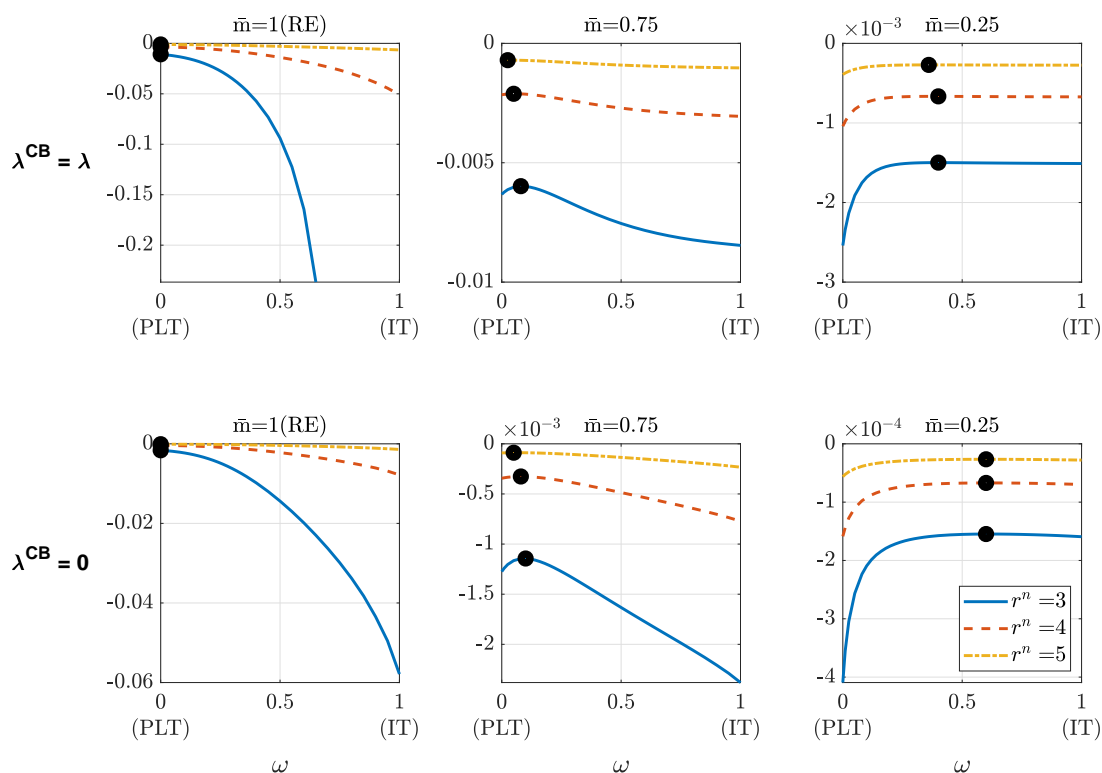 m̄=1(RE)
0
-0.05
-0.1
-0.15
-0.2
0 0.5 1
(PLT) (IT)
λ^CB = λ
m̄=0.75
0
-0.005
-0.01
0 0.5 1
(PLT) (IT)
×10⁻³ m̄=0.25
0
-1
-2
-3
0 0.5 1
(PLT) (IT)
m̄=1(RE)
0
-0.02
-0.04
-0.06
0 0.5 1
(PLT) (IT)
ω
λ^CB = 0
×10⁻³ m̄=0.75
0
-0.5
-1
-1.5
-2
0 0.5 1
(PLT) (IT)
ω
×10⁻⁴ m̄=0.25
0
-1
-2
-3
-4
0 0.5 1
(PLT) (IT)
ω
rⁿ =3
rⁿ =4
rⁿ =5